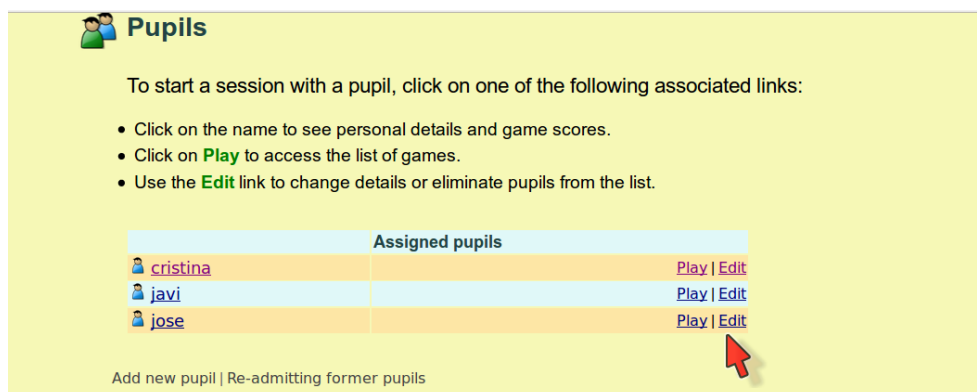 Pupils
To start a session with a pupil, click on one of the following associated links:
• Click on the name to see personal details and game scores.
• Click on Play to access the list of games.
• Use the Edit link to change details or eliminate pupils from the list.
Assigned pupils
cristina Play | Edit
javi Play | Edit
jose Play | Edit
Add new pupil | Re-admitting former pupils